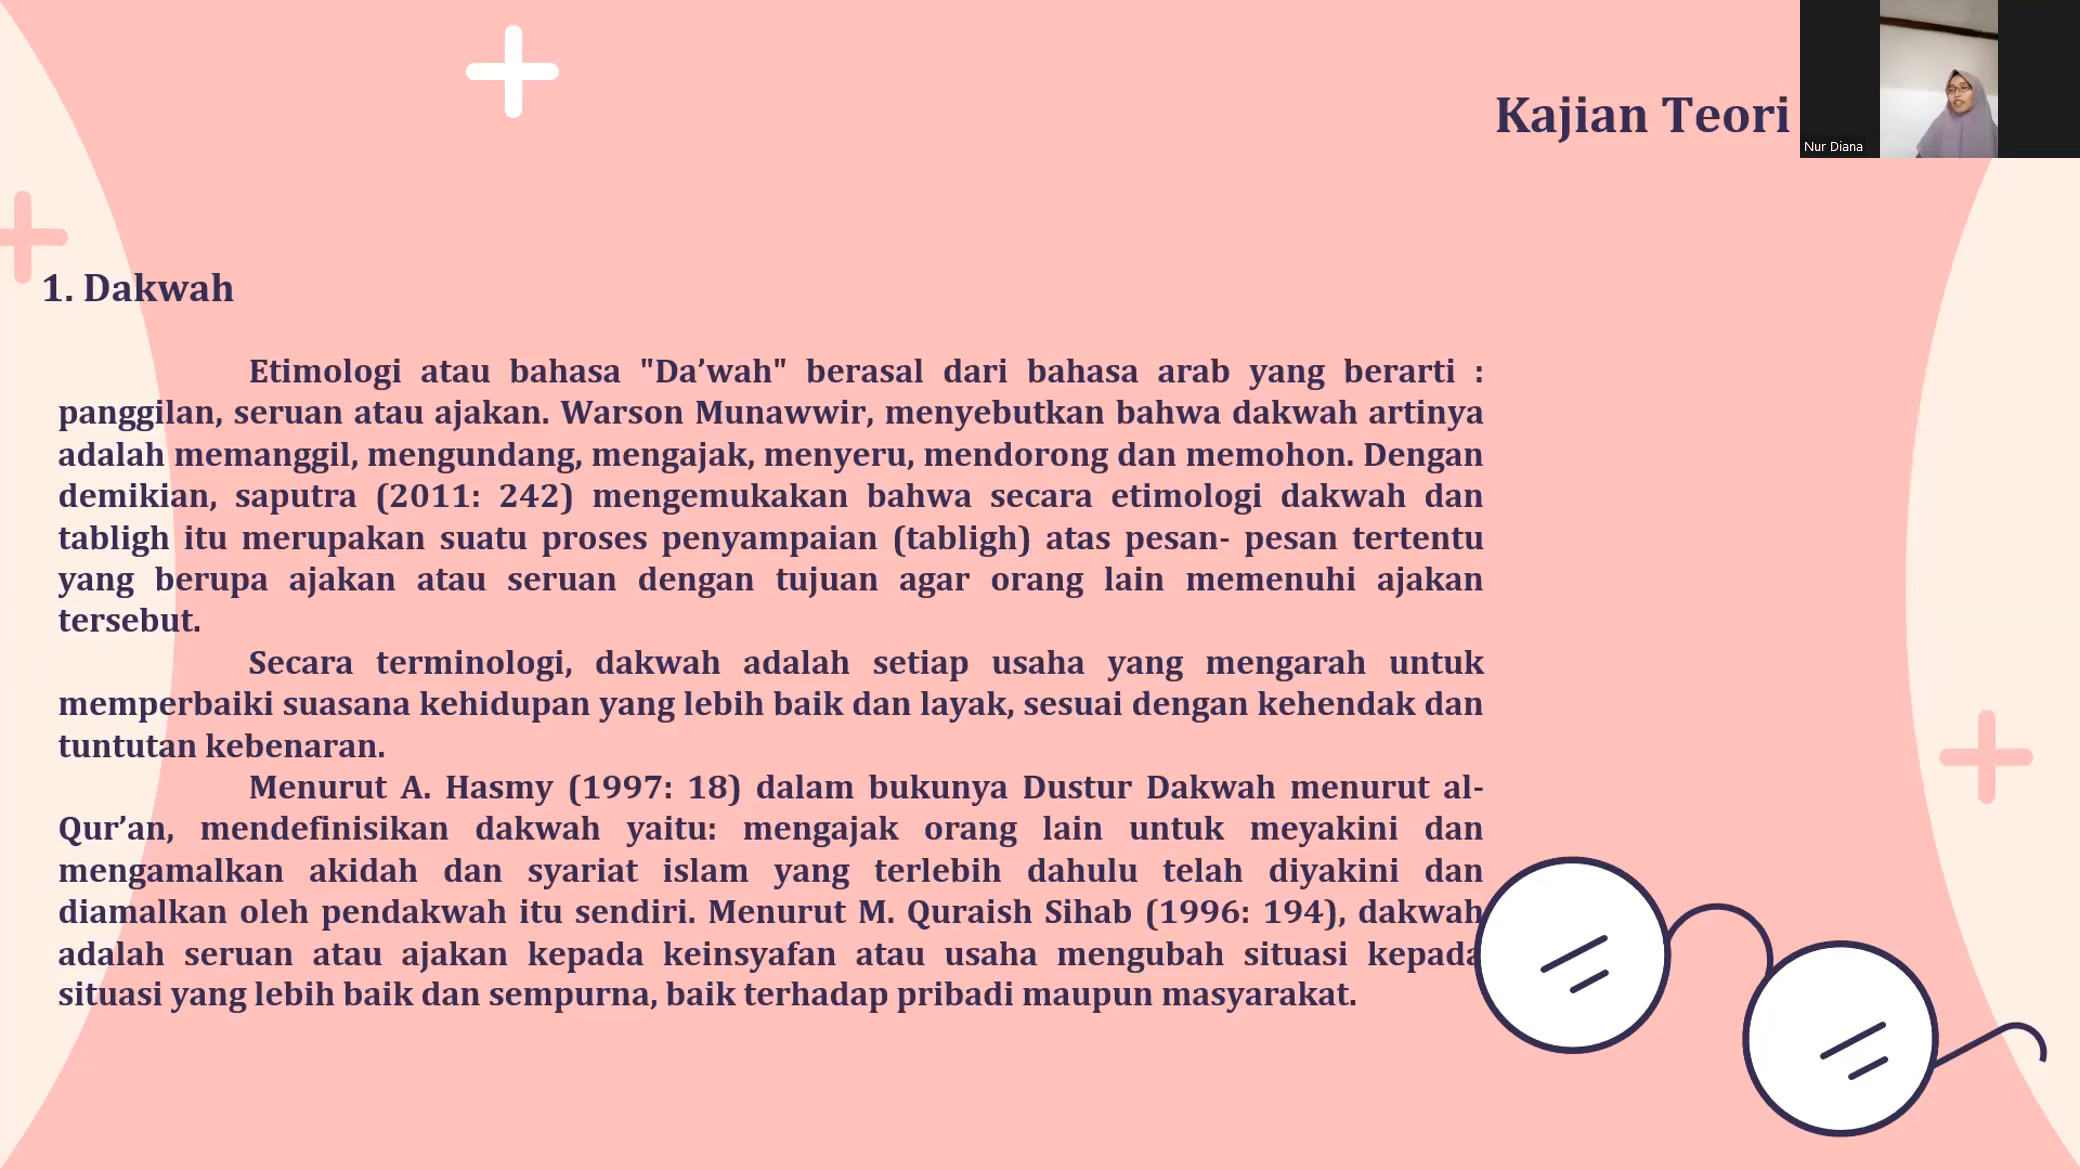 Kajian Teori
Nur Diana
1. Dakwah
Etimologi atau bahasa "Da’wah" berasal dari bahasa arab yang berarti :
panggilan, seruan atau ajakan. Warson Munawwir, menyebutkan bahwa dakwah artinya
adalah memanggil, mengundang, mengajak, menyeru, mendorong dan memohon. Dengan
demikian, saputra (2011: 242) mengemukakan bahwa secara etimologi dakwah dan
tabligh itu merupakan suatu proses penyampaian (tabligh) atas pesan- pesan tertentu
yang berupa ajakan atau seruan dengan tujuan agar orang lain memenuhi ajakan
tersebut.
Secara terminologi, dakwah adalah setiap usaha yang mengarah untuk
memperbaiki suasana kehidupan yang lebih baik dan layak, sesuai dengan kehendak dan
tuntutan kebenaran.
Menurut A. Hasmy (1997: 18) dalam bukunya Dustur Dakwah menurut al-
Qur’an, mendefinisikan dakwah yaitu: mengajak orang lain untuk meyakini dan
mengamalkan akidah dan syariat islam yang terlebih dahulu telah diyakini dan
diamalkan oleh pendakwah itu sendiri. Menurut M. Quraish Sihab (1996: 194), dakwah
adalah seruan atau ajakan kepada keinsyafan atau usaha mengubah situasi kepada
situasi yang lebih baik dan sempurna, baik terhadap pribadi maupun masyarakat.